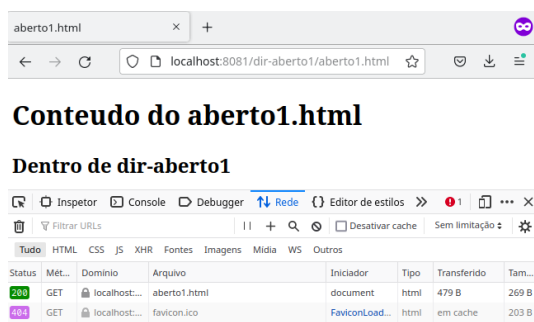 aberto1.html × +
localhost:8081/dir-aberto1/aberto1.html
Conteudo do aberto1.html
Dentro de dir-aberto1
Inspetor Console Debugger Rede Editor de estilos 1
Filtrar URLs Desativar cache Sem limitação
Tudo HTML CSS JS XHR Fontes Imagens Mídia WS Outros
Status Mét... Domínio Arquivo Iniciador Tipo Transferido Tam...
200 GET localhost:... aberto1.html document html 479 B 269 B
404 GET localhost:... favicon.ico FaviconLoad... html em cache 203 B